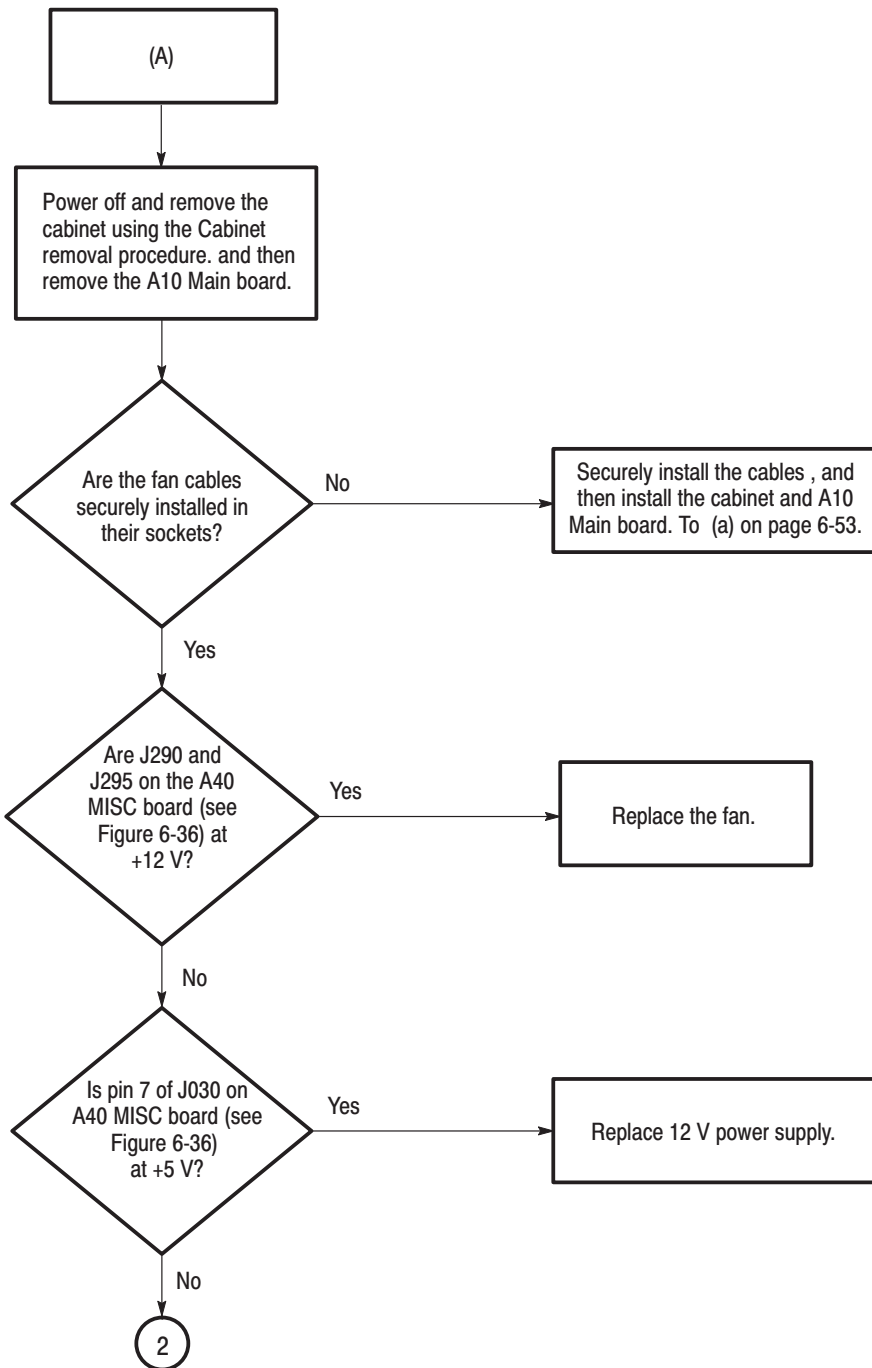 (A)
Power off and remove the
cabinet using the Cabinet
removal procedure. and then
remove the A10 Main board.
Are the fan cables
securely installed in
their sockets?
No
Securely install the cables , and
then install the cabinet and A10
Main board. To (a) on page 6-53.
Yes
Are J290 and
J295 on the A40
MISC board (see
Figure 6-36) at
+12 V?
Yes
Replace the fan.
No
Is pin 7 of J030 on
A40 MISC board (see
Figure 6-36)
at +5 V?
Yes
Replace 12 V power supply.
No
2